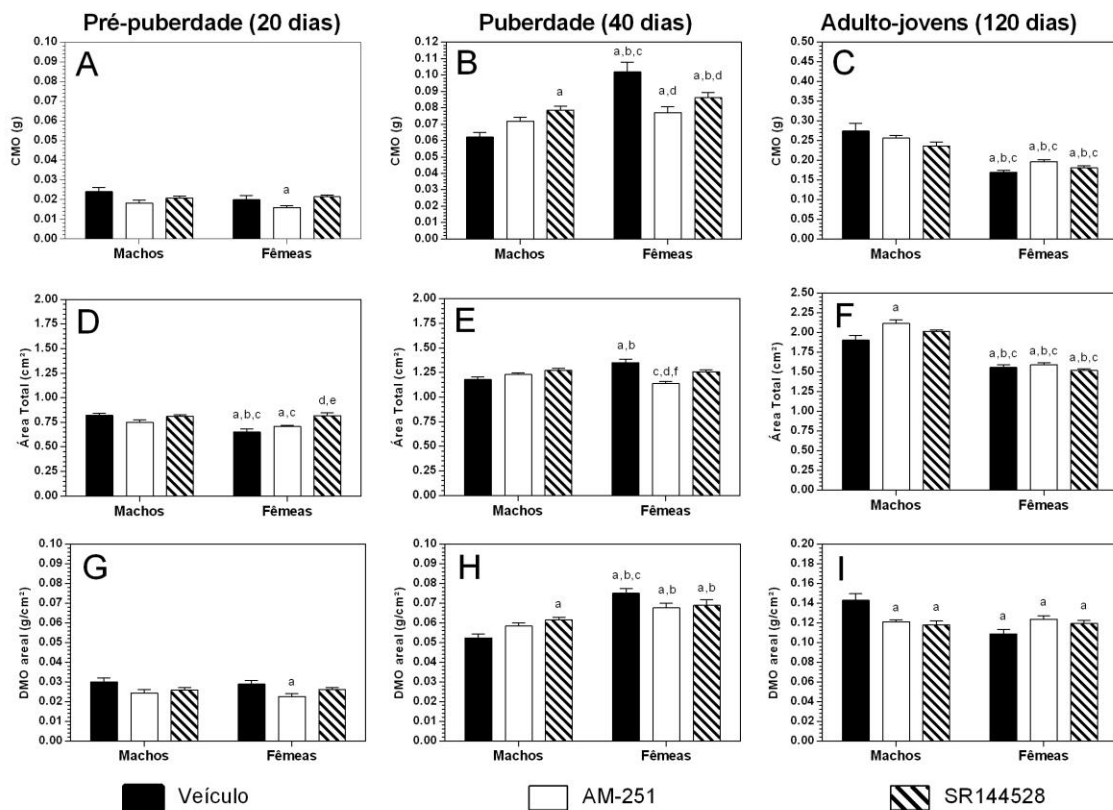 Pré-puberdade (20 dias)
Puberdade (40 dias)
Adulto-jovens (120 dias)
A
CMO (g)
0.10
0.09
0.08
0.07
0.06
0.05
0.04
0.03
0.02
0.01
0.00
a
Machos
Fêmeas
B
CMO (g)
0.12
0.11
0.10
0.09
0.08
0.07
0.06
0.05
0.04
0.03
0.02
0.01
0.00
a
a,b,c
a,d
a,b,d
Machos
Fêmeas
C
CMO (g)
0.50
0.45
0.40
0.35
0.30
0.25
0.20
0.15
0.10
0.05
0.00
a,b,c
a,b,c
a,b,c
Machos
Fêmeas
D
Área Total (cm²)
2.00
1.75
1.50
1.25
1.00
0.75
0.50
0.25
0.00
a,b,c
a,c
d,e
Machos
Fêmeas
E
Área Total (cm²)
2.00
1.75
1.50
1.25
1.00
0.75
0.50
0.25
0.00
a,b
c,d,f
Machos
Fêmeas
F
Área Total (cm²)
2.50
2.25
2.00
1.75
1.50
1.25
1.00
0.75
0.50
0.25
0.00
a
a,b,c
a,b,c
a,b,c
Machos
Fêmeas
G
DMO areal (g/cm²)
0.10
0.09
0.08
0.07
0.06
0.05
0.04
0.03
0.02
0.01
0.00
a
Machos
Fêmeas
H
DMO areal (g/cm²)
0.10
0.09
0.08
0.07
0.06
0.05
0.04
0.03
0.02
0.01
0.00
a
a,b,c
a,b
a,b
Machos
Fêmeas
I
DMO areal (g/cm²)
0.20
0.18
0.16
0.14
0.12
0.10
0.08
0.06
0.04
0.02
0.00
a
a
a
a
a
Machos
Fêmeas
Veículo
AM-251
SR144528